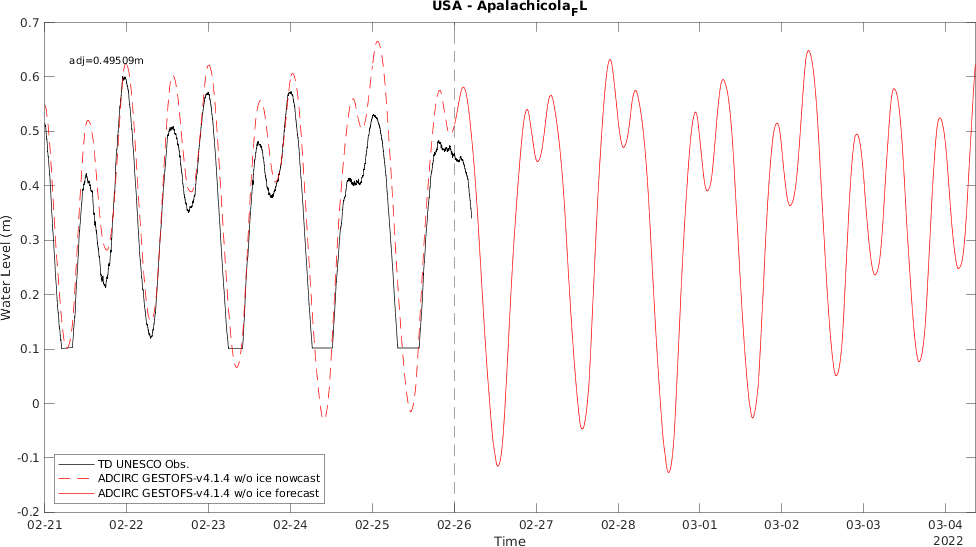 USA - Apalachicola_FL
0.7
adj=0.49509m
0.6
0.5
0.4
0.3
0.2
0.1
0
-0.1
-0.2
Water Level (m)
TD UNESCO Obs.
ADCIRC GESTOFS-v4.1.4 w/o ice nowcast
ADCIRC GESTOFS-v4.1.4 w/o ice forecast
02-21 02-22 02-23 02-24 02-25 02-26 02-27 02-28 03-01 03-02 03-03 03-04
Time 2022